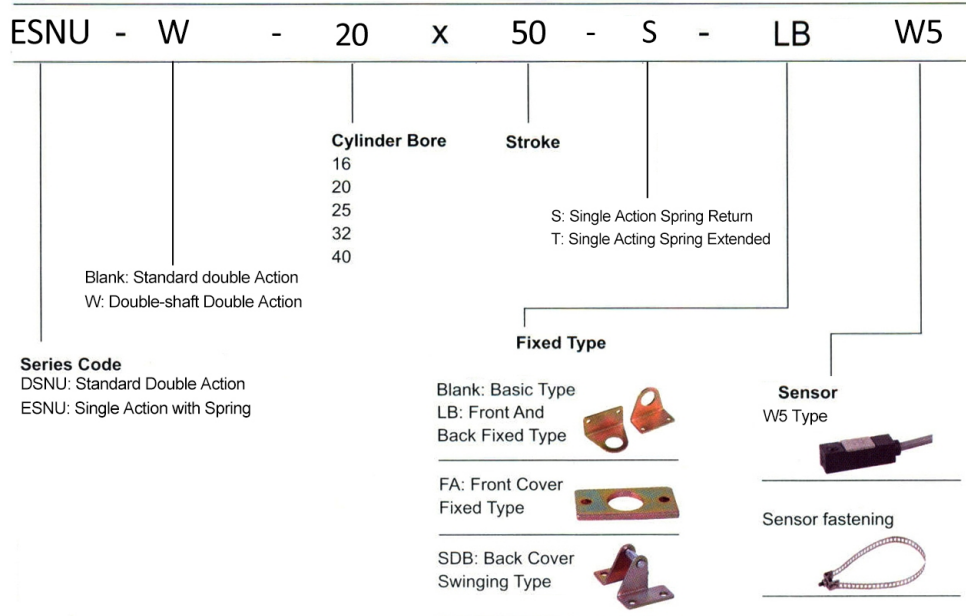 ESNU - W - 20 x 50 - S - LB W5
Cylinder Bore
16
20
25
32
40
Stroke
S: Single Action Spring Return
T: Single Acting Spring Extended
Blank: Standard double Action
W: Double-shaft Double Action
Series Code
DSNU: Standard Double Action
ESNU: Single Action with Spring
Fixed Type
Blank: Basic Type
LB: Front And
Back Fixed Type
FA: Front Cover
Fixed Type
SDB: Back Cover
Swinging Type
Sensor
W5 Type
Sensor fastening